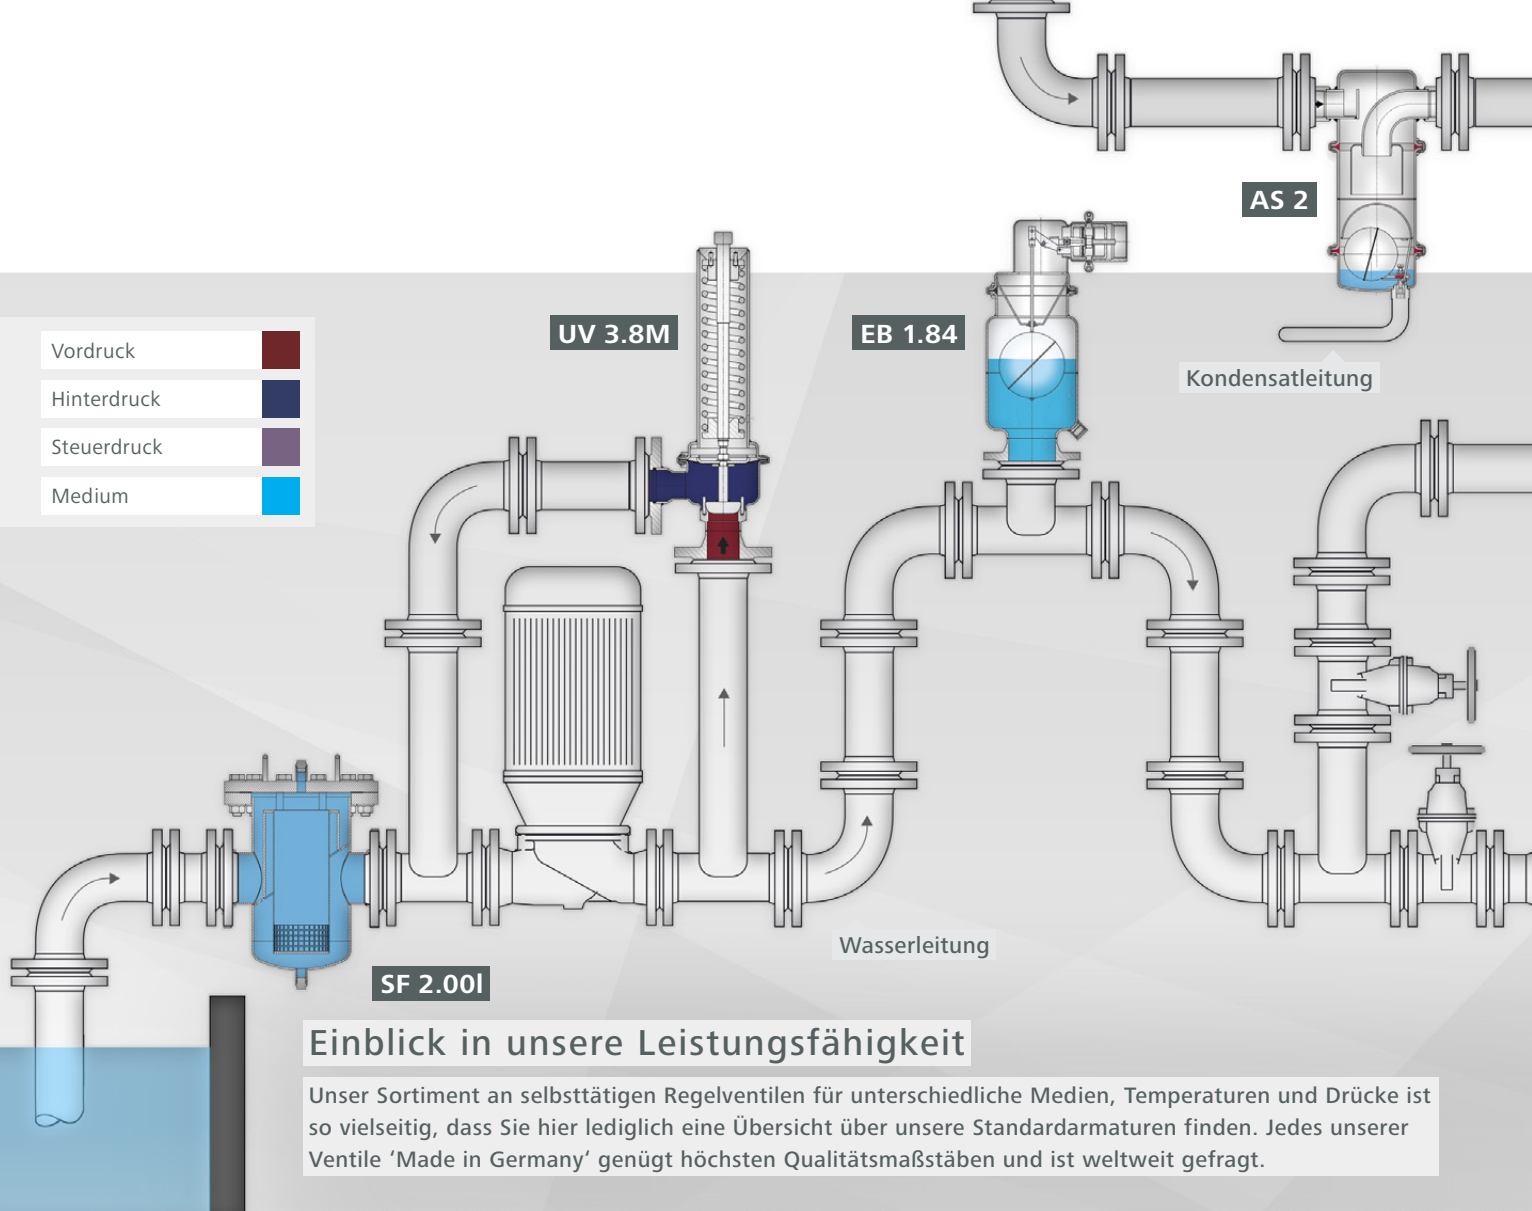 AS 2
UV 3.8M
EB 1.84
Vordruck
Hinterdruck
Steuerdruck
Medium
Kondensatleitung
Wasserleitung
SF 2.00l
Einblick in unsere Leistungsfähigkeit
Unser Sortiment an selbsttätigen Regelventilen für unterschiedliche Medien, Temperaturen und Drücke ist
so vielseitig, dass Sie hier lediglich eine Übersicht über unsere Standardarmaturen finden. Jedes unserer
Ventile ‘Made in Germany‘ genügt höchsten Qualitätsmaßstäben und ist weltweit gefragt.